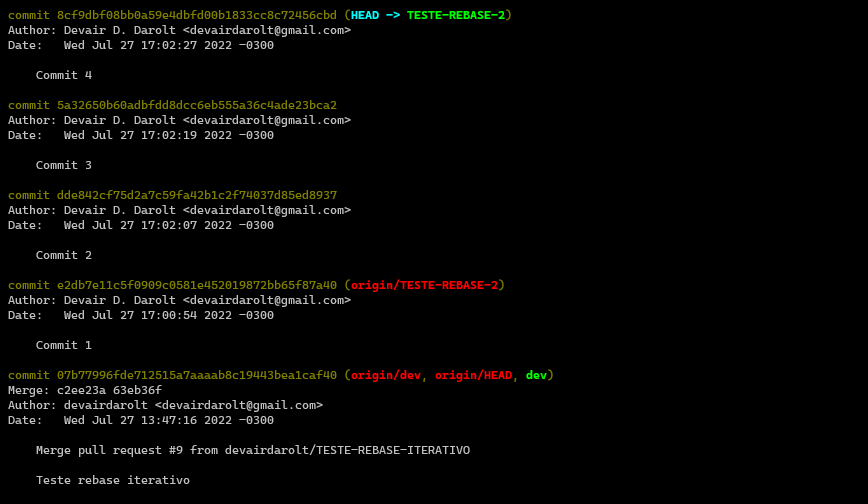 commit 8cf9dbf08bb0a59e4dbfd00b1833cc8c72456cbd (HEAD -> TESTE-REBASE-2)
Author: Devair D. Darolt <devairdarolt@gmail.com>
Date:   Wed Jul 27 17:02:27 2022 -0300
Commit 4
commit 5a32650b60adbfdd8dcc6eb555a36c4ade23bca2
Author: Devair D. Darolt <devairdarolt@gmail.com>
Date:   Wed Jul 27 17:02:19 2022 -0300
Commit 3
commit dde842cf75d2a7c59fa42b1c2f74037d85ed8937
Author: Devair D. Darolt <devairdarolt@gmail.com>
Date:   Wed Jul 27 17:02:07 2022 -0300
Commit 2
commit e2db7e11c5f0909c0581e452019872bb65f87a40 (origin/TESTE-REBASE-2)
Author: Devair D. Darolt <devairdarolt@gmail.com>
Date:   Wed Jul 27 17:00:54 2022 -0300
Commit 1
commit 07b77996fde712515a7aaaab8c19443bea1caf40 (origin/dev, origin/HEAD, dev)
Merge: c2ee23a 63eb36f
Author: devairdarolt <devairdarolt@gmail.com>
Date:   Wed Jul 27 13:47:16 2022 -0300
Merge pull request #9 from devairdarolt/TESTE-REBASE-ITERATIVO
Teste rebase iterativo